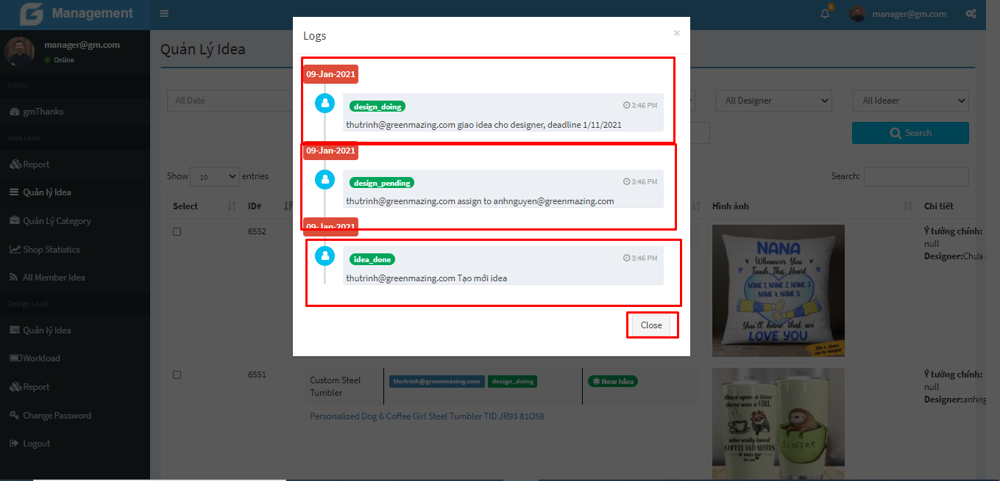 Management
manager@gm.com
manager@gm.com
Online
MENU
gmThanks
Idea Lead
Report
Quản lý Idea
Quản Lý Category
Shop Statistics
All Member Idea
Design Lead
Quản lý Idea
Workload
Report
Change Password
Logout
Quản Lý Idea
All Date
All Designer
All Ideaer
Search
Show 10 entries
Search:
Select
ID#
Hình ảnh
Chi tiết
Logs
×
09-Jan-2021
design_doing
3:46 PM
thutrinh@greenmazing.com giao idea cho designer, deadline 1/11/2021
09-Jan-2021
design_pending
3:46 PM
thutrinh@greenmazing.com assign to anhnguyen@greenmazing.com
09-Jan-2021
idea_done
3:46 PM
thutrinh@greenmazing.com Tạo mới idea
Close
6552
NANA
Whenever You
Touch This Heart
NAME 1, NAME 2, NAME 3
NAME 4, NAME 5
You'll know that we
LOVE YOU
Ý tưởng chính:
null
Designer:Chưa
6551
Custom Steel
Tumbler
thutrinh@greenmazing.com
design_doing
New Idea
Personalized Dog & Coffee Girl Steel Tumbler TID JR93 81O58
Once upon a time
there was a GIRL
who really loved
COFFEE AND SLOTHS
it was me
the end
Sloffee
Ý tưởng chính:
null
Designer:anhng